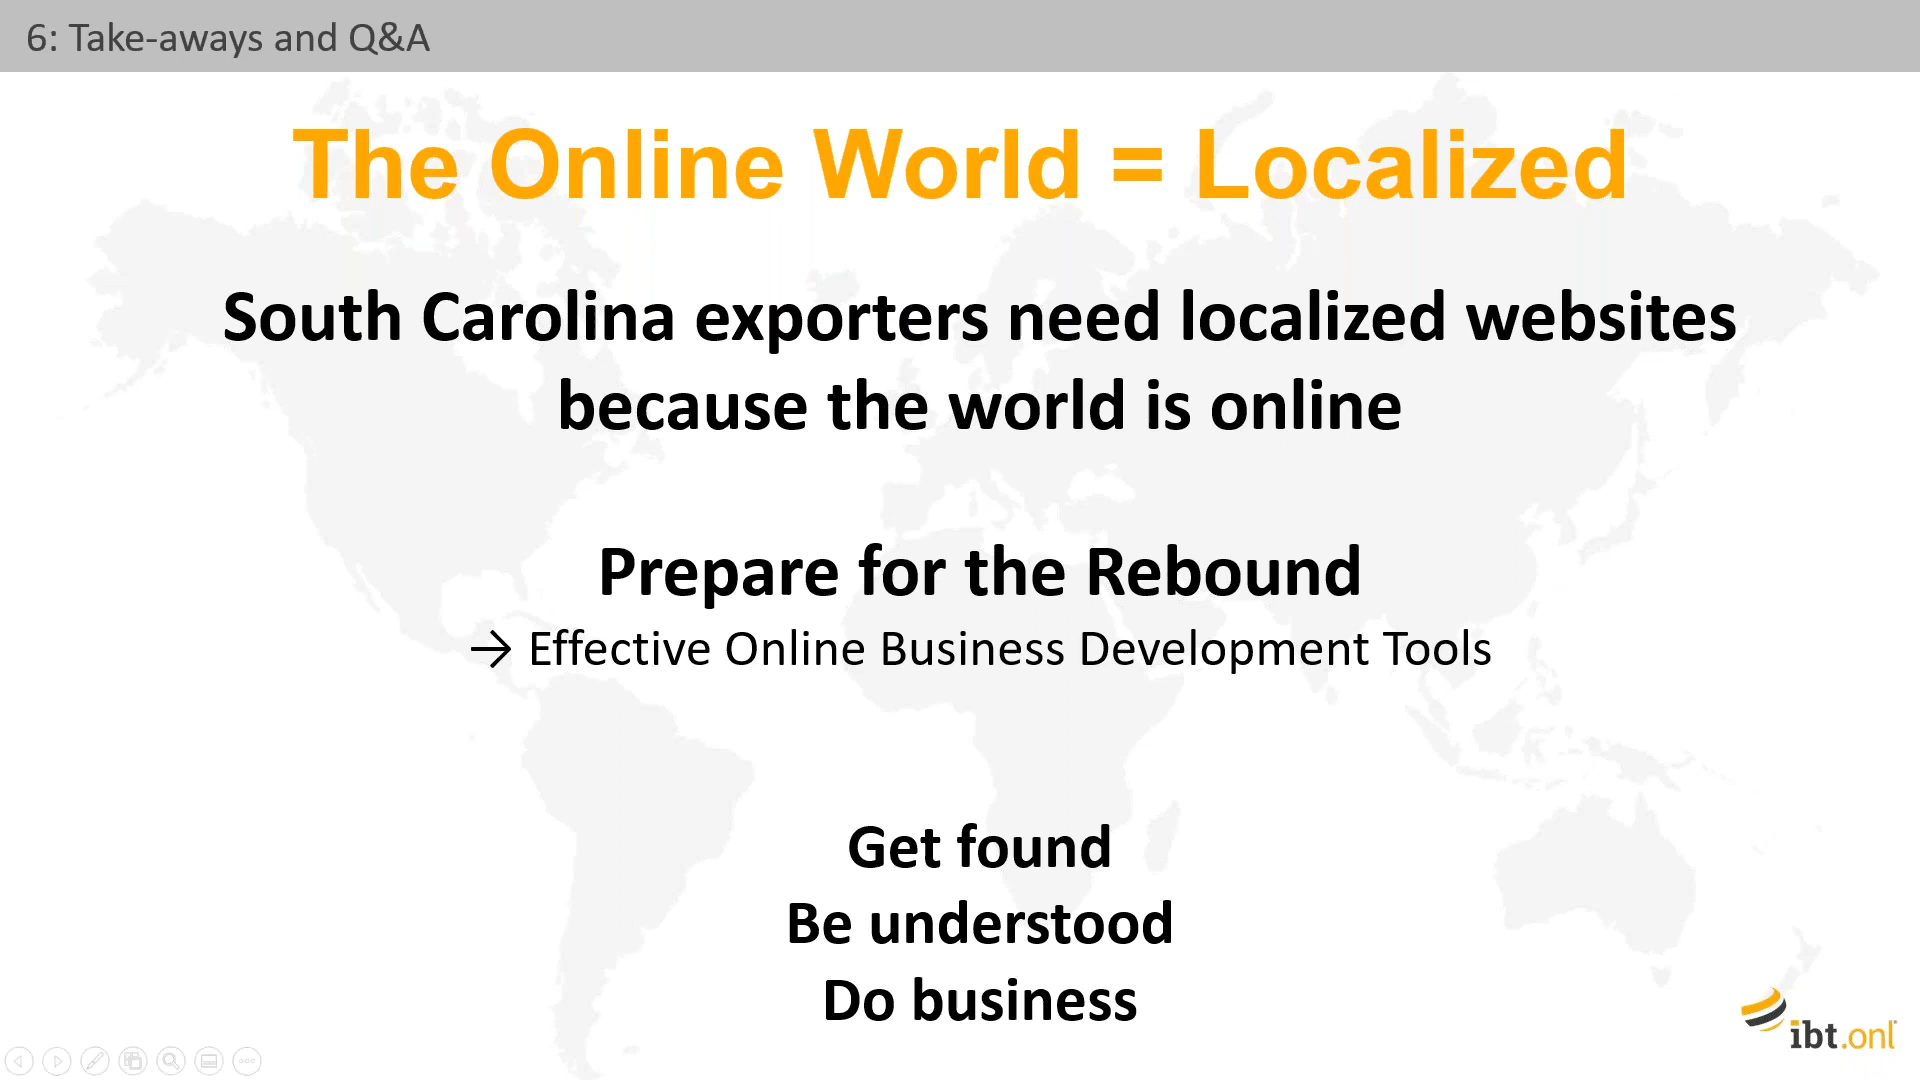 6: Take-aways and Q&A
The Online World = Localized
South Carolina exporters need localized websites
because the world is online
Prepare for the Rebound
→ Effective Online Business Development Tools
Get found
Be understood
Do business
ibt.onl